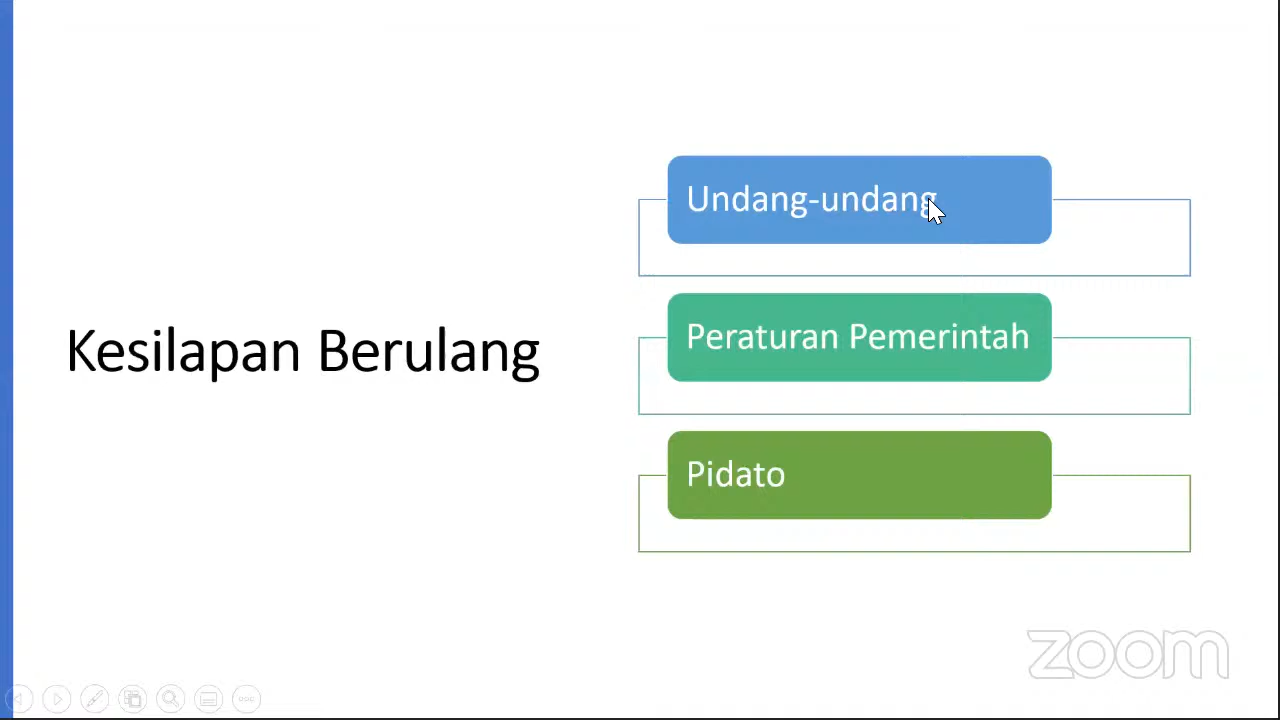 Kesilapan Berulang
Undang-undang
Peraturan Pemerintah
Pidato
zoom